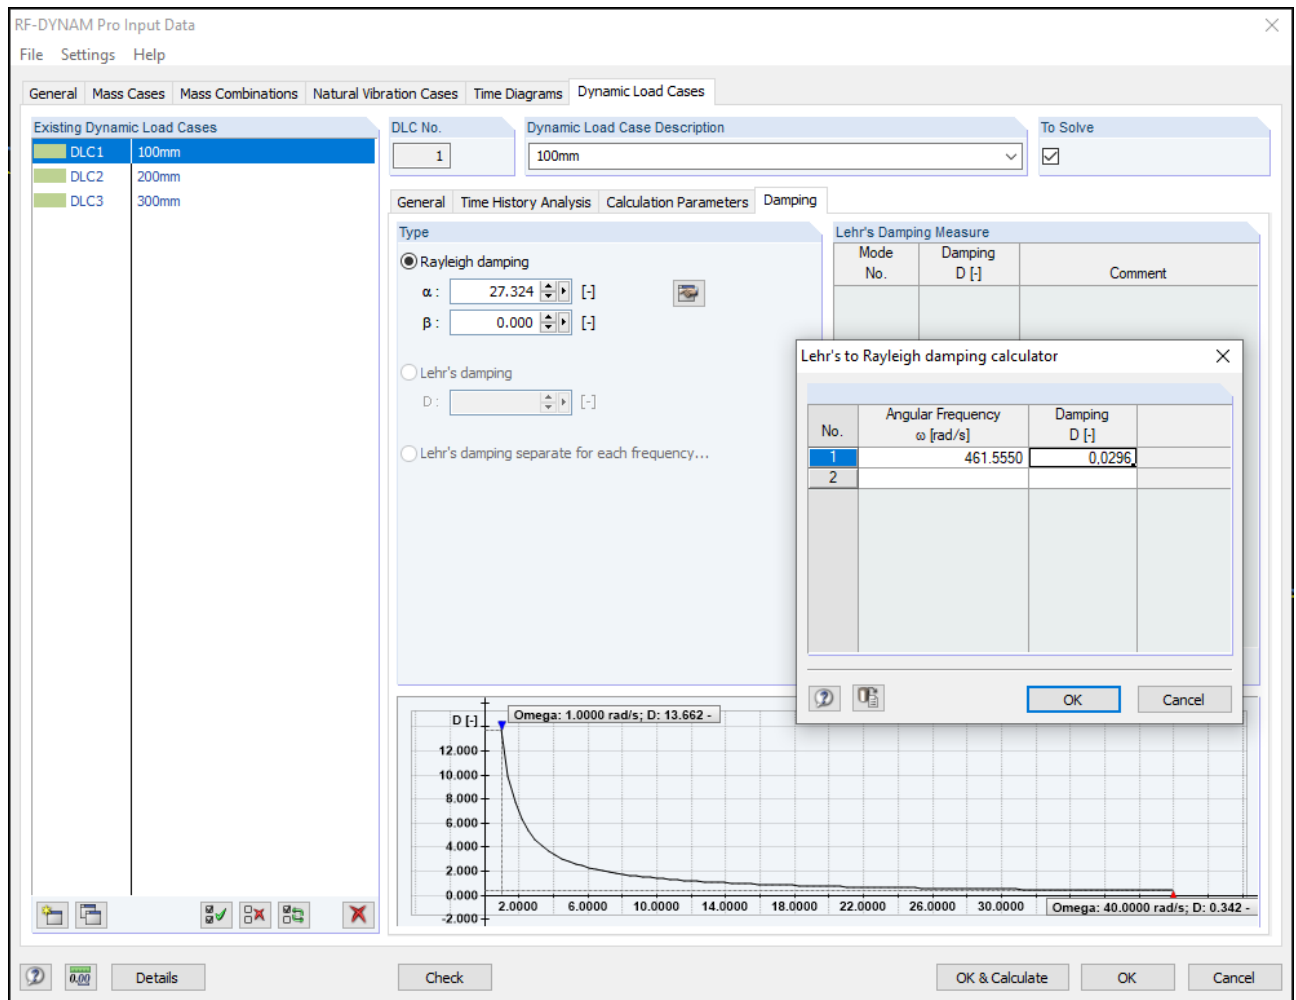 RF-DYNAM Pro Input Data
File Settings Help
General Mass Cases Mass Combinations Natural Vibration Cases Time Diagrams Dynamic Load Cases
Existing Dynamic Load Cases
DLC1 100mm
DLC2 200mm
DLC3 300mm
DLC No.
1
Dynamic Load Case Description
100mm
To Solve
General Time History Analysis Calculation Parameters Damping
Type
Rayleigh damping
α : 27.324 [-]
β : 0.000 [-]
Lehr's damping
D : [-]
Lehr's damping separate for each frequency...
Lehr's Damping Measure
Mode No. Damping D [-] Comment
Lehr's to Rayleigh damping calculator
No. Angular Frequency ω [rad/s] Damping D [-]
1 461.5550 0,0296
2
OK Cancel
D [-]
Omega: 1.0000 rad/s; D: 13.662 -
12.000
10.000
8.000
6.000
4.000
2.000
0.000
-2.000
2.0000 6.0000 10.0000 14.0000 18.0000 22.0000 26.0000 30.0000
Omega: 40.0000 rad/s; D: 0.342 -
0.00
Details Check OK & Calculate OK Cancel